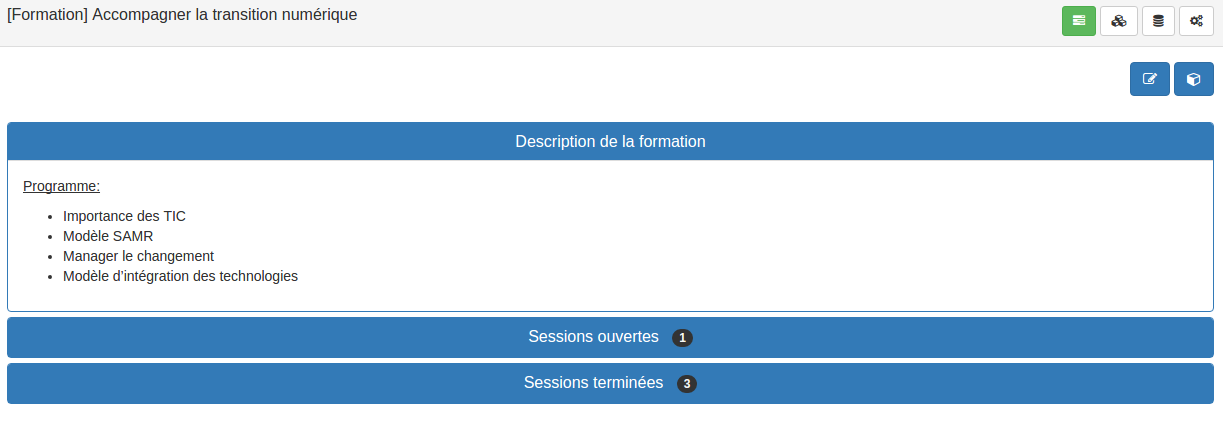 [Formation] Accompagner la transition numérique
Description de la formation
Programme:
Importance des TIC
Modèle SAMR
Manager le changement
Modèle d’intégration des technologies
Sessions ouvertes 1
Sessions terminées 3